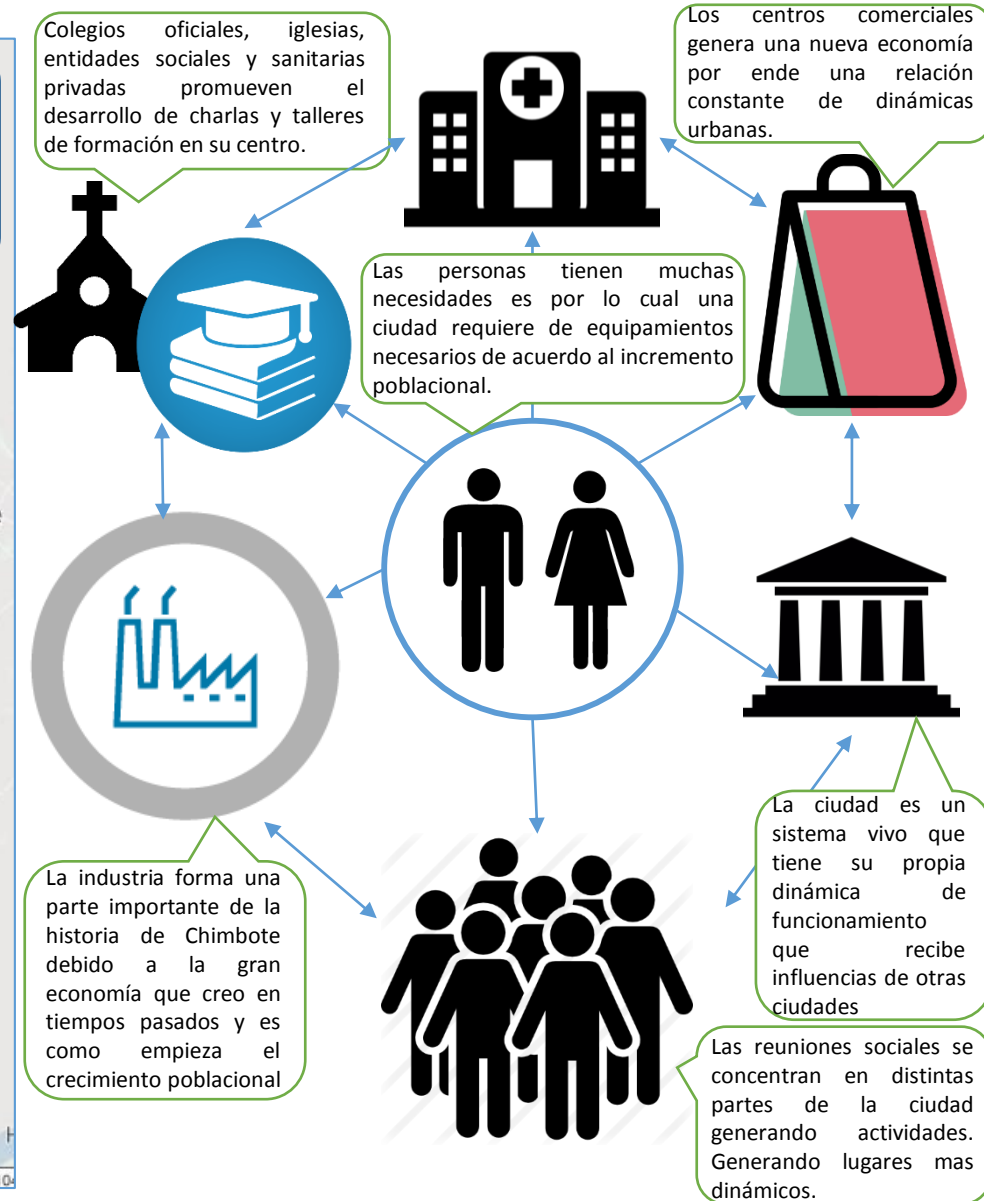 Colegios oficiales, iglesias,
entidades sociales y sanitarias
privadas promueven el
desarrollo de charlas y talleres
de formación en su centro.
Los centros comerciales
genera una nueva economía
por ende una relación
constante de dinámicas
urbanas.
Las personas tienen muchas
necesidades es por lo cual una
ciudad requiere de equipamientos
necesarios de acuerdo al incremento
poblacional.
La industria forma una
parte importante de la
historia de Chimbote
debido a la gran
economía que creo en
tiempos pasados y es
como empieza el
crecimiento poblacional
La ciudad es un
sistema vivo que
tiene su propia
dinámica de
funcionamiento
que recibe
influencias de otras
ciudades
Las reuniones sociales se
concentran en distintas
partes de la ciudad
generando actividades.
Generando lugares mas
dinámicos.